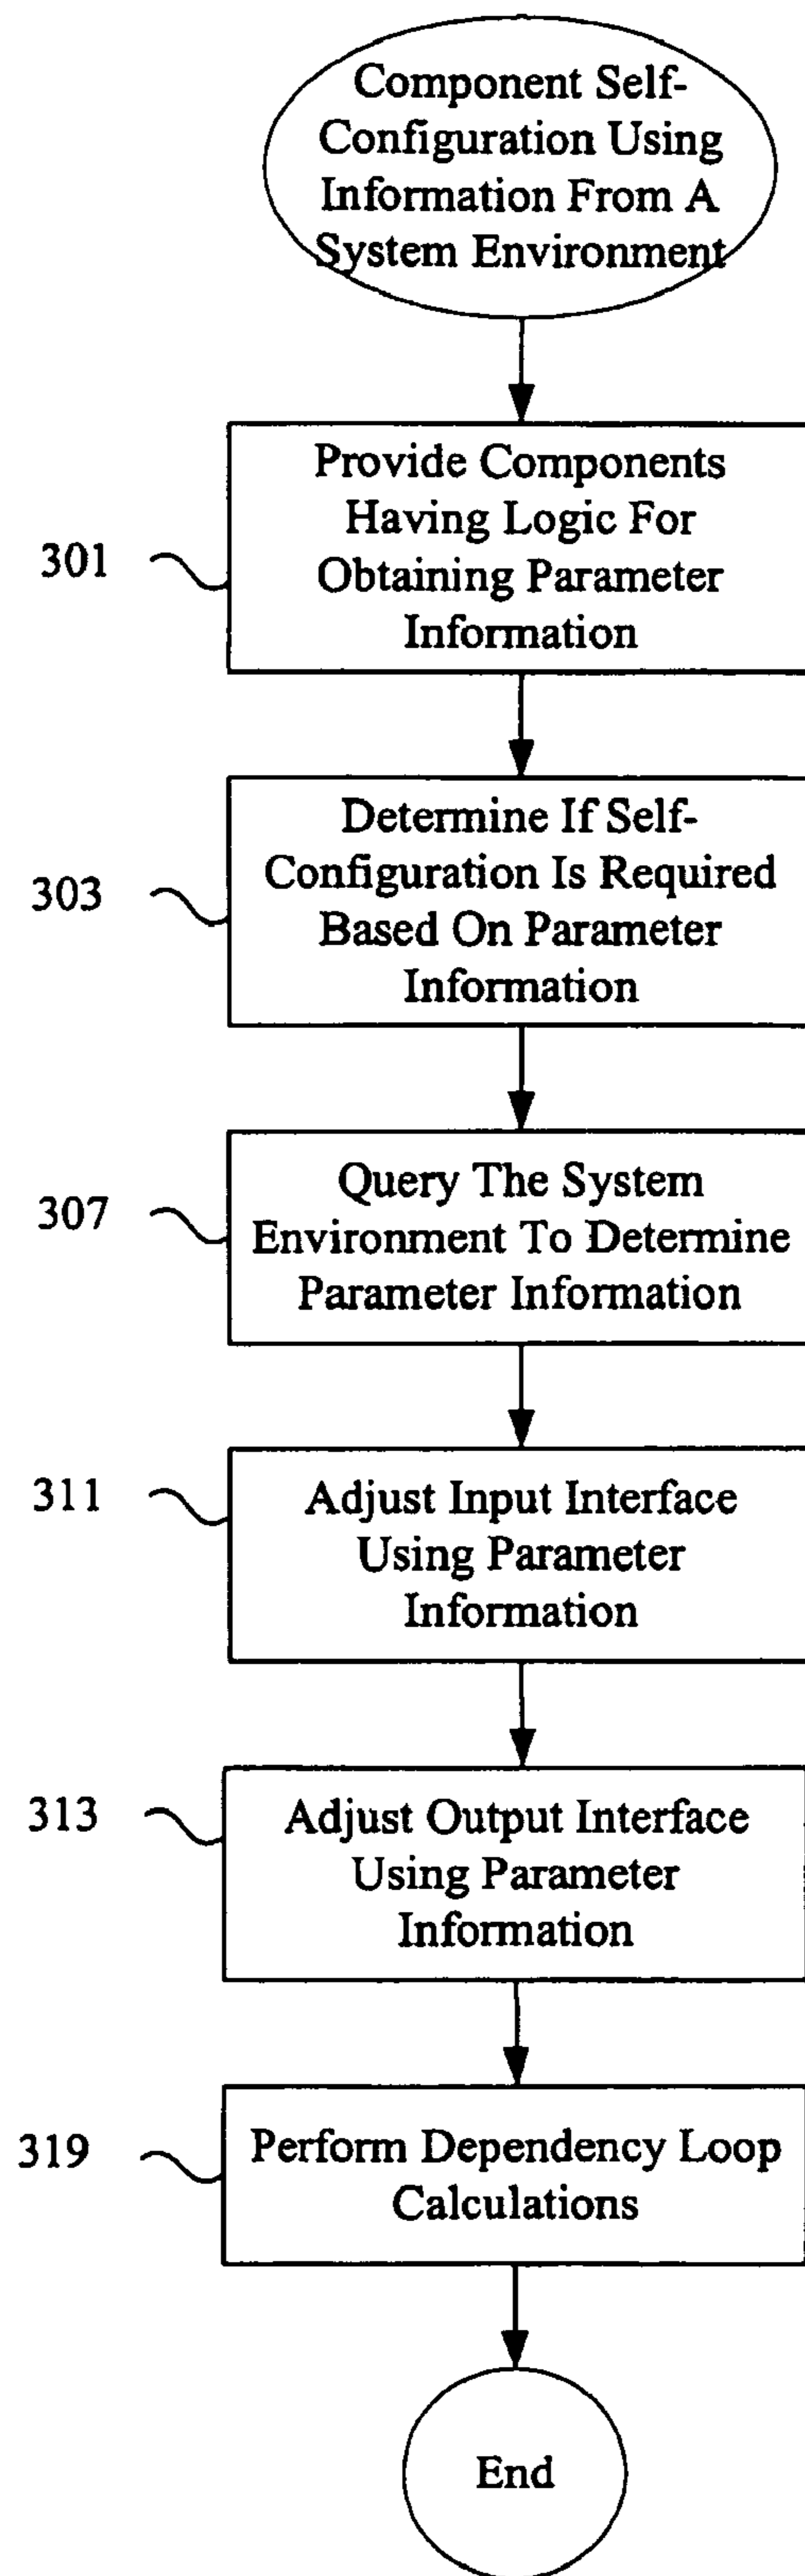 Component Self-
Configuration Using
Information From A
System Environment
Provide Components
Having Logic For
Obtaining Parameter
Information
301
Determine If Self-
Configuration Is Required
Based On Parameter
Information
303
Query The System
Environment To Determine
Parameter Information
307
Adjust Input Interface
Using Parameter
Information
311
Adjust Output Interface
Using Parameter
Information
313
Perform Dependency Loop
Calculations
319
End